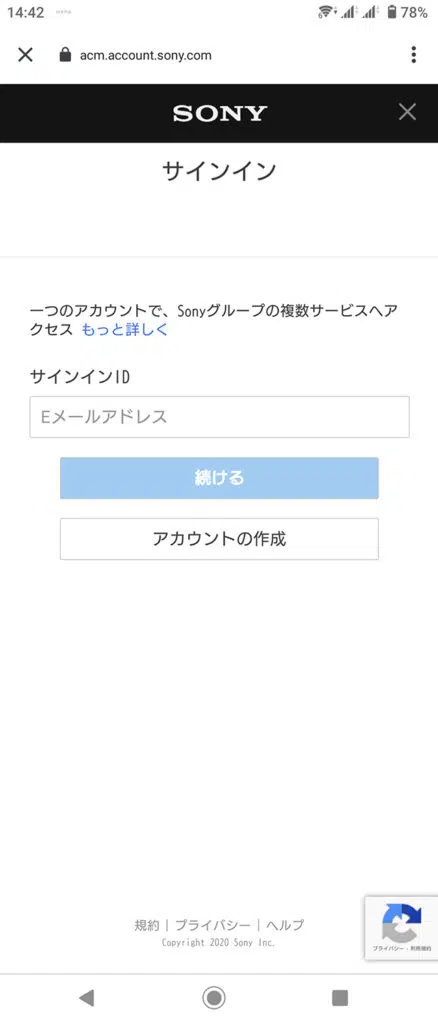 14:42
78%
acm.account.sony.com
SONY
サインイン
一つのアカウントで、Sonyグループの複数サービスへア
クセス もっと詳しく
サインインID
Eメールアドレス
続ける
アカウントの作成
規約 | プライバシー | ヘルプ
Copyright 2020 Sony Inc.
プライバシー - 利用規約